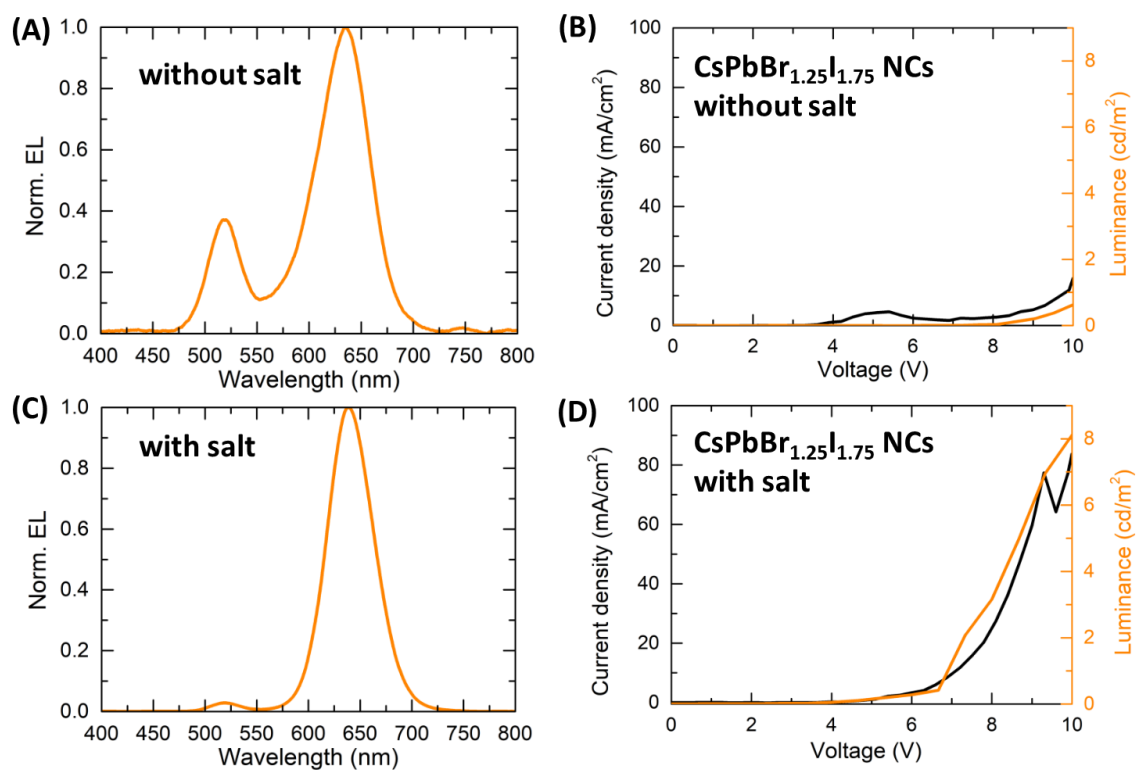 (A)
without salt
Norm. EL
1.0
0.8
0.6
0.4
0.2
0.0
400 450 500 550 600 650 700 750 800
Wavelength (nm)
(B)
CsPbBr1.25I1.75 NCs
without salt
Current density (mA/cm2)
100
80
60
40
20
0
0 2 4 6 8 10
Voltage (V)
8
6
4
2
0
Luminance (cd/m2)
(C)
with salt
Norm. EL
1.0
0.8
0.6
0.4
0.2
0.0
400 450 500 550 600 650 700 750 800
Wavelength (nm)
(D)
CsPbBr1.25I1.75 NCs
with salt
Current density (mA/cm2)
100
80
60
40
20
0
0 2 4 6 8 10
Voltage (V)
8
6
4
2
0
Luminance (cd/m2)